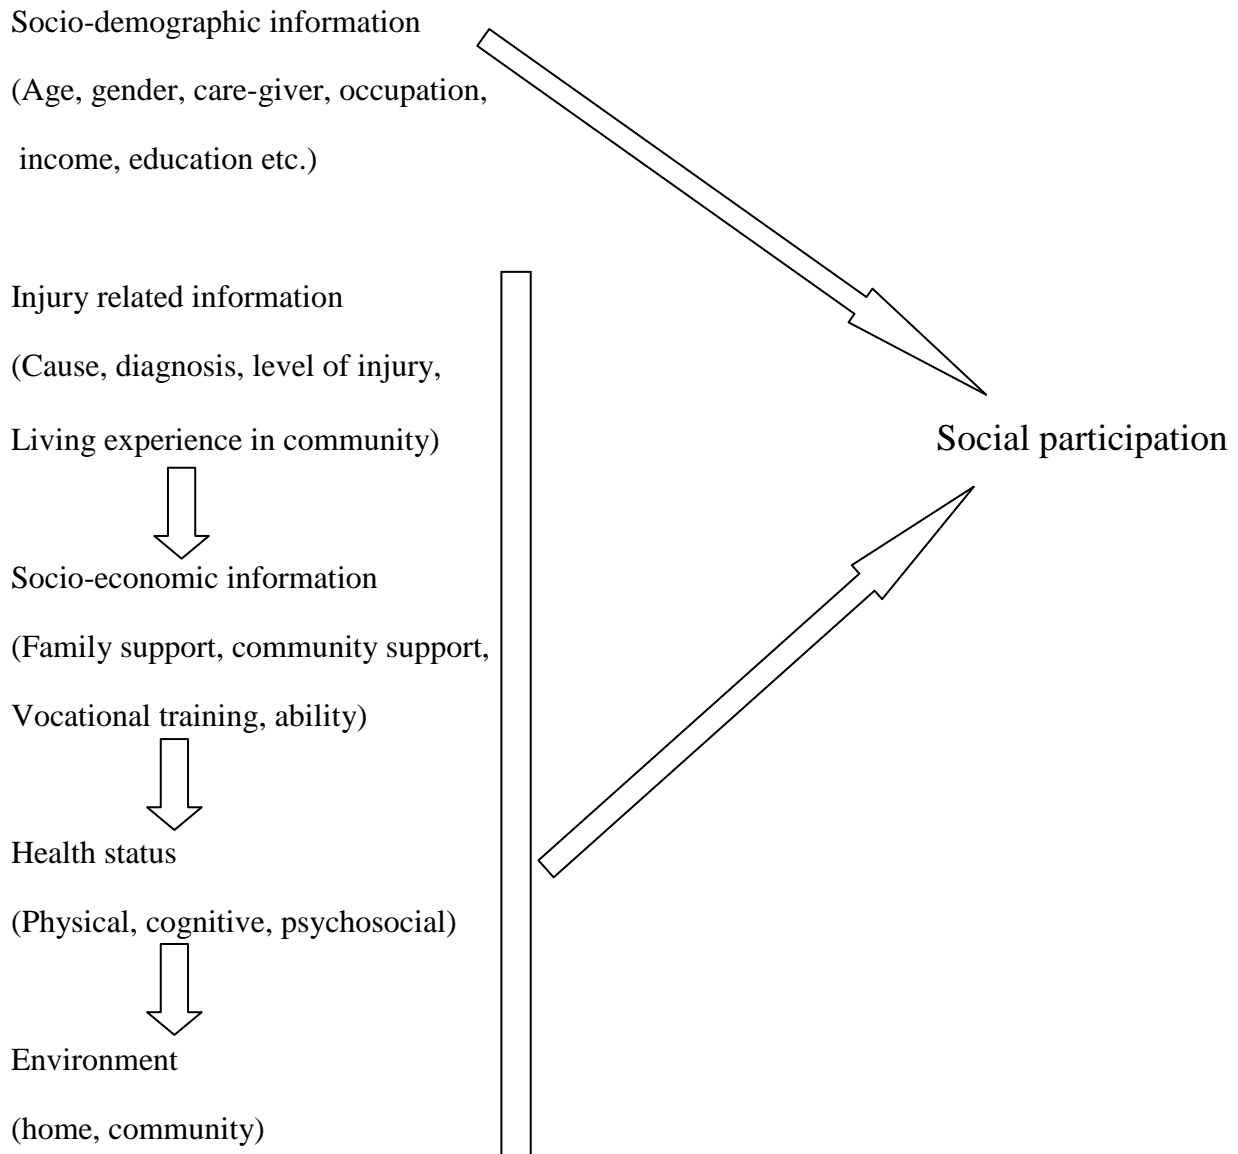 Socio-demographic information
(Age, gender, care-giver, occupation,
income, education etc.)
Injury related information
(Cause, diagnosis, level of injury,
Living experience in community)
Social participation
Socio-economic information
(Family support, community support,
Vocational training, ability)
Health status
(Physical, cognitive, psychosocial)
Environment
(home, community)